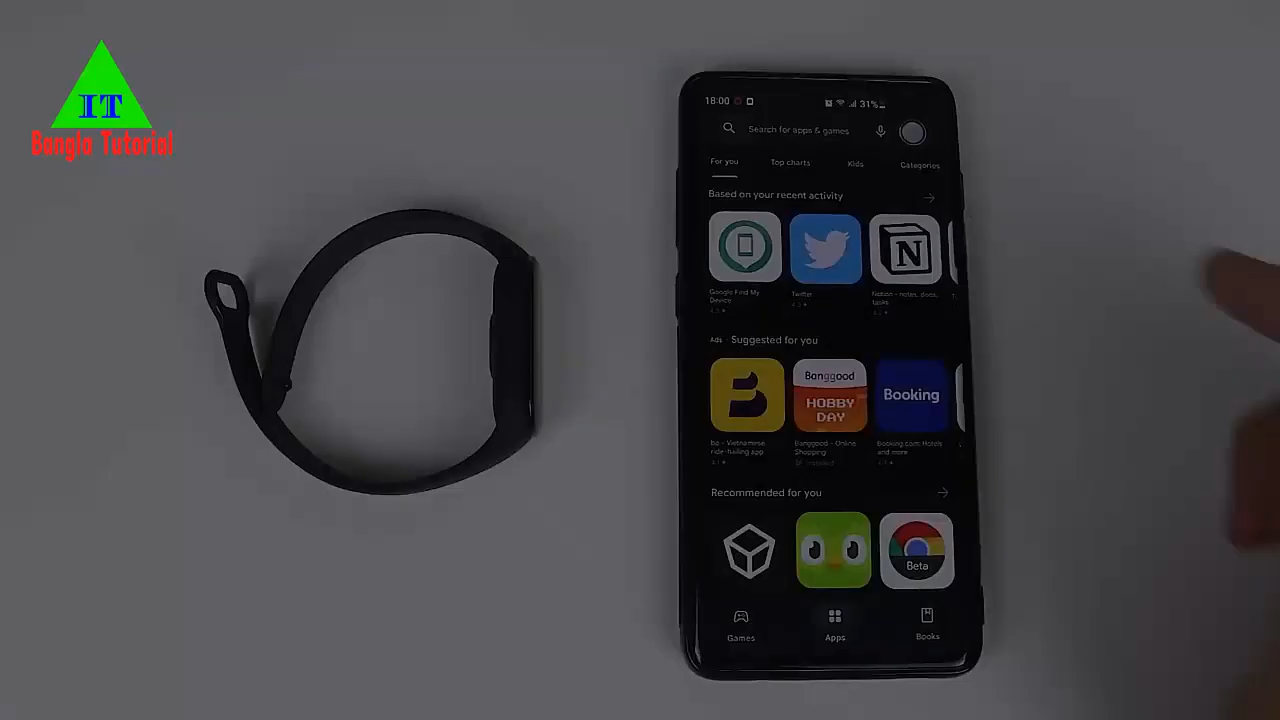 IT
Bangla Tutorial
18:00
31%
Search for apps & games
For you
Top charts
Kids
Categories
Based on your recent activity
Google Find My
Device
Twitter
Notion - notes, docs,
tasks
Ads · Suggested for you
Banggood
HOBBY
DAY
Booking
be - Vietnamese
ride-hailing app
Banggood - Online
Shopping
Booking.com: Hotels
and more
Recommended for you
Beta
Games
Apps
Books